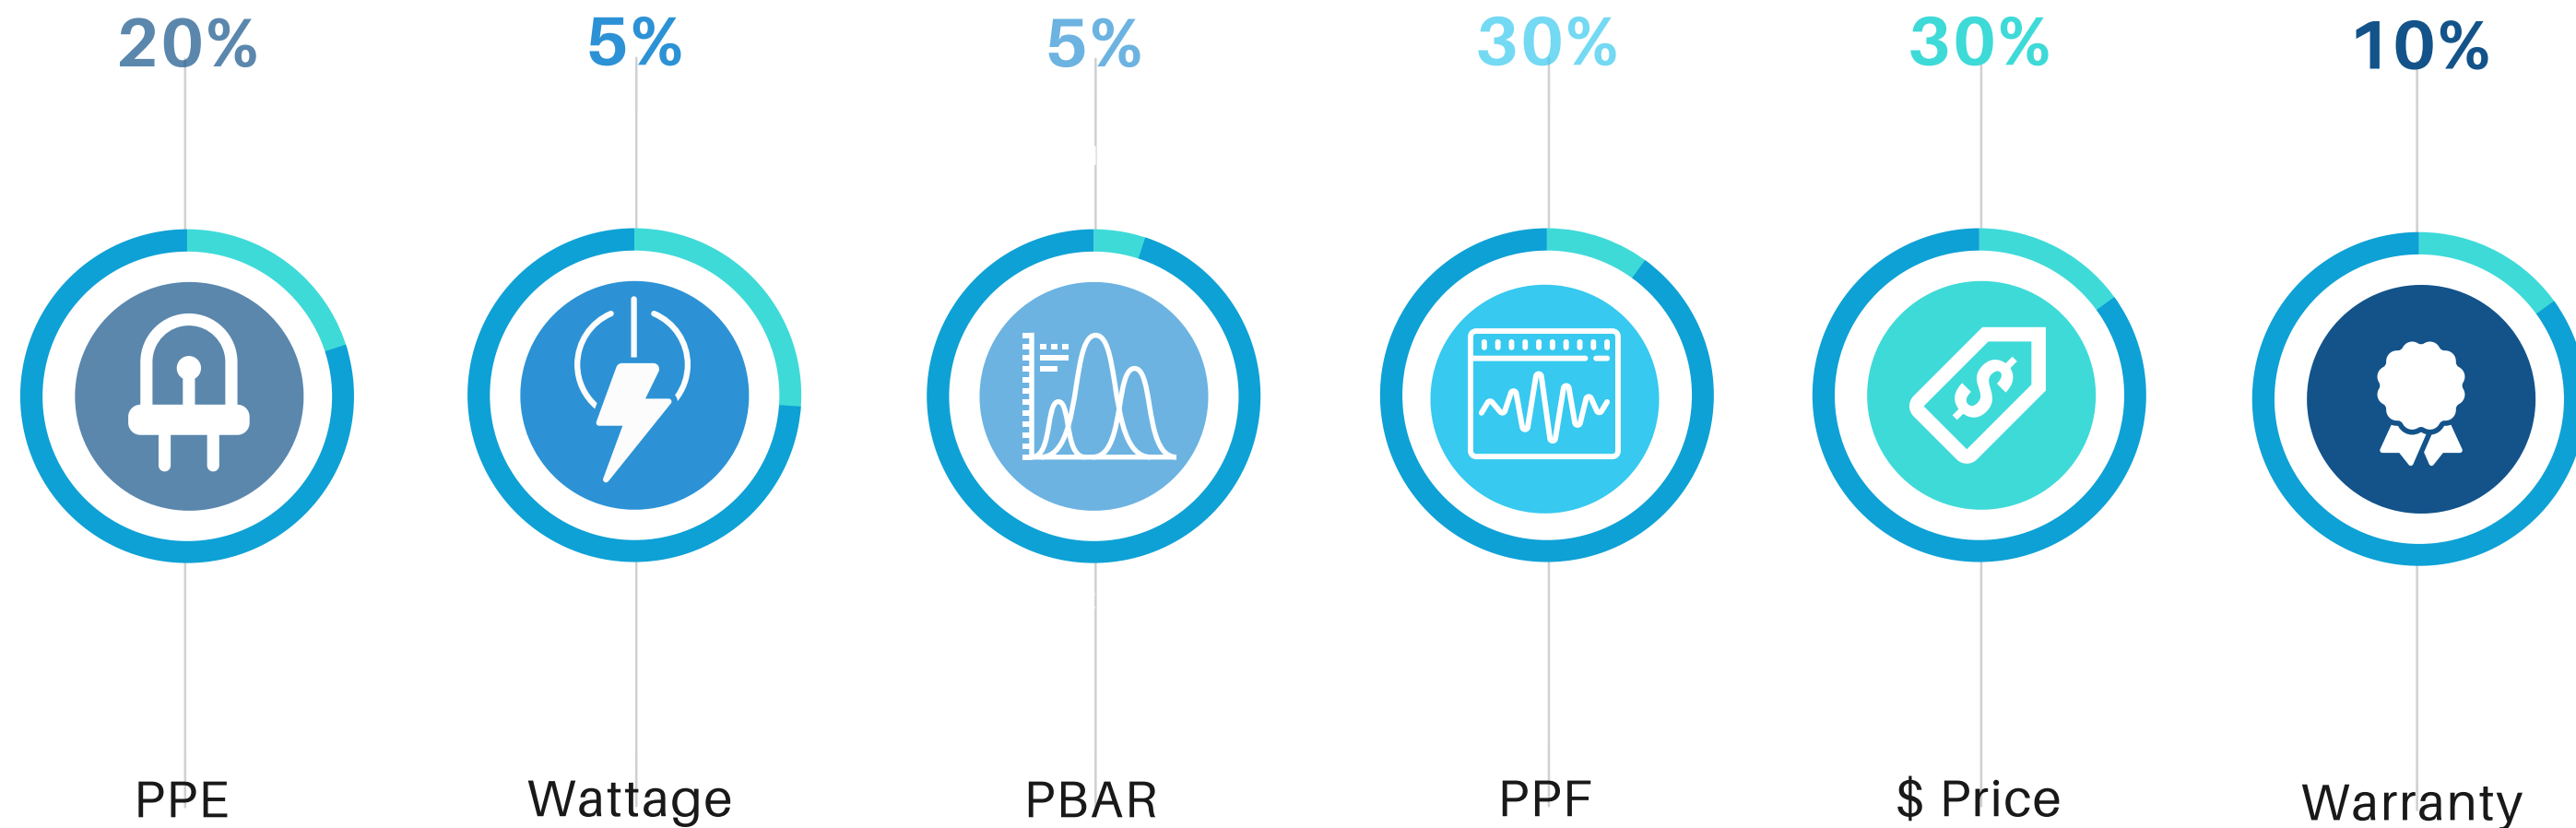 20% 5% 5% 30% 30% 10%
PPE Wattage PBAR PPF $ Price Warranty